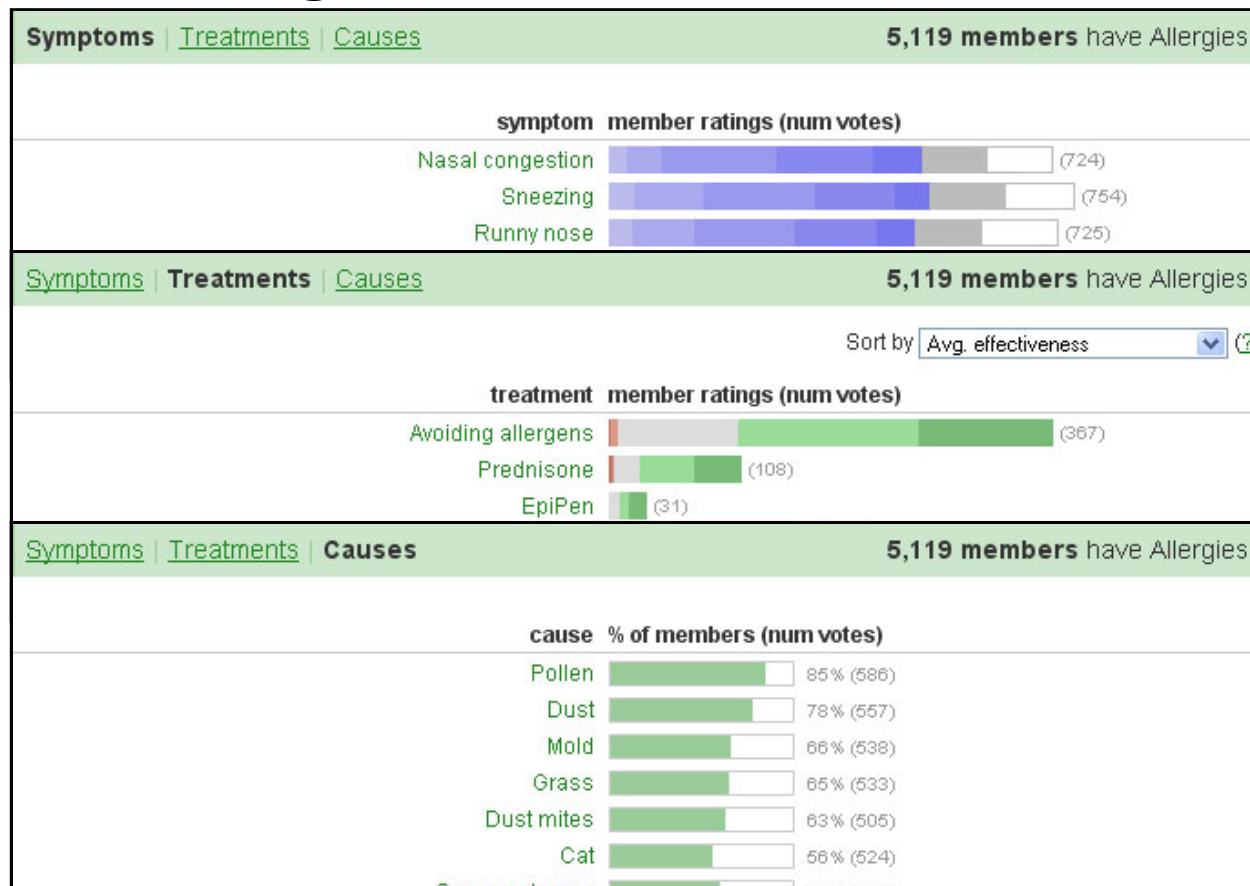 Symptoms | Treatments | Causes 5,119 members have Allergies
symptom member ratings (num votes)
Nasal congestion (724)
Sneezing (754)
Runny nose (725)
Symptoms | Treatments | Causes 5,119 members have Allergies
Sort by Avg. effectiveness (?
treatment member ratings (num votes)
Avoiding allergens (367)
Prednisone (108)
EpiPen (31)
Symptoms | Treatments | Causes 5,119 members have Allergies
cause % of members (num votes)
Pollen 85% (586)
Dust 78% (557)
Mold 66% (538)
Grass 65% (533)
Dust mites 63% (505)
Cat 56% (524)